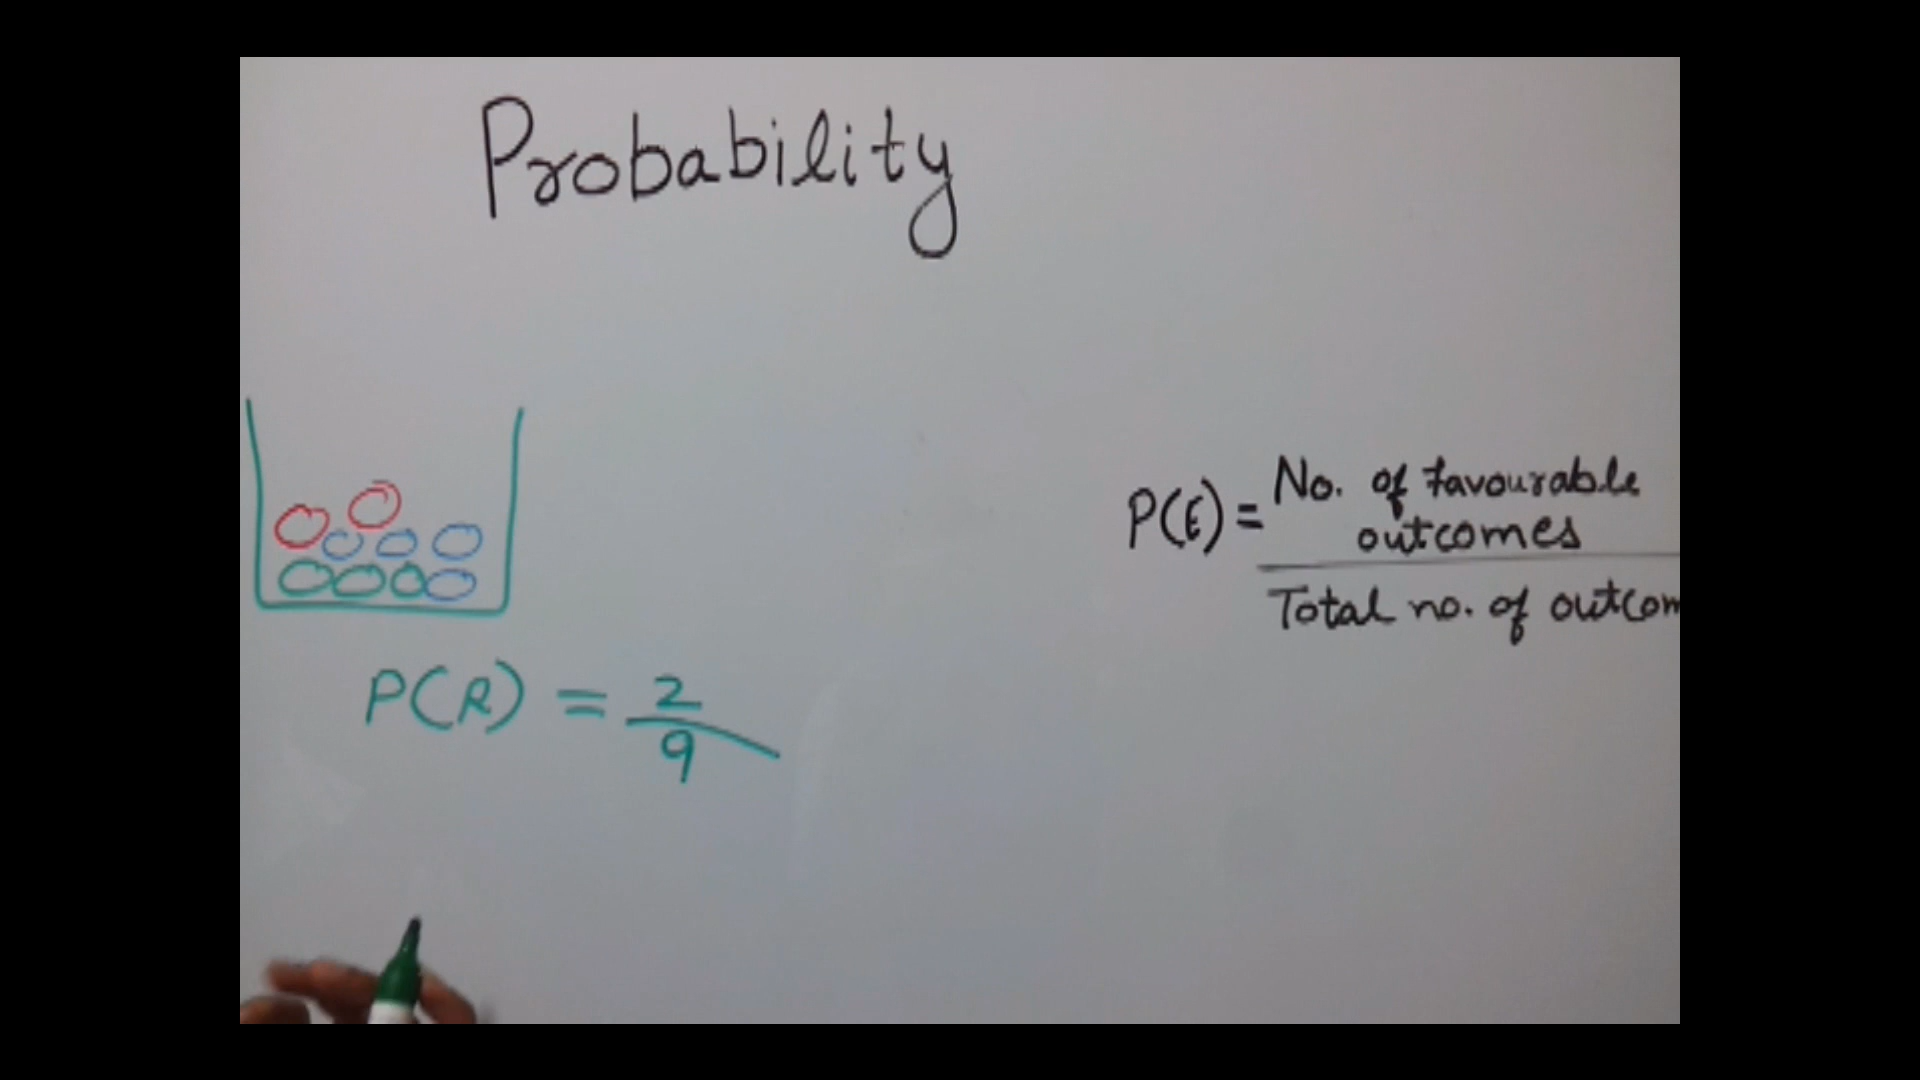 Probability
P(E) = No. of favourable
outcomes
Total no. of outcom
P(R) = 2
9